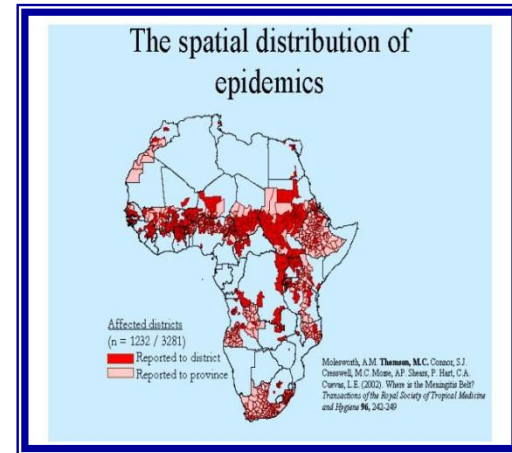 The spatial distribution of
epidemics
Affected districts
(n = 1232 / 3281)
Reported to district
Reported to province
Molesworth, A.M. Thomson, M.C. Connor, S.J.
Cresswell, M.C. Morse, A.P. Shears, P. Hart, C.A.
Cuevas, L.E. (2002). Where is the Meningitis Belt?
Transactions of the Royal Society of Tropical Medicine
and Hygiene 96, 242-249